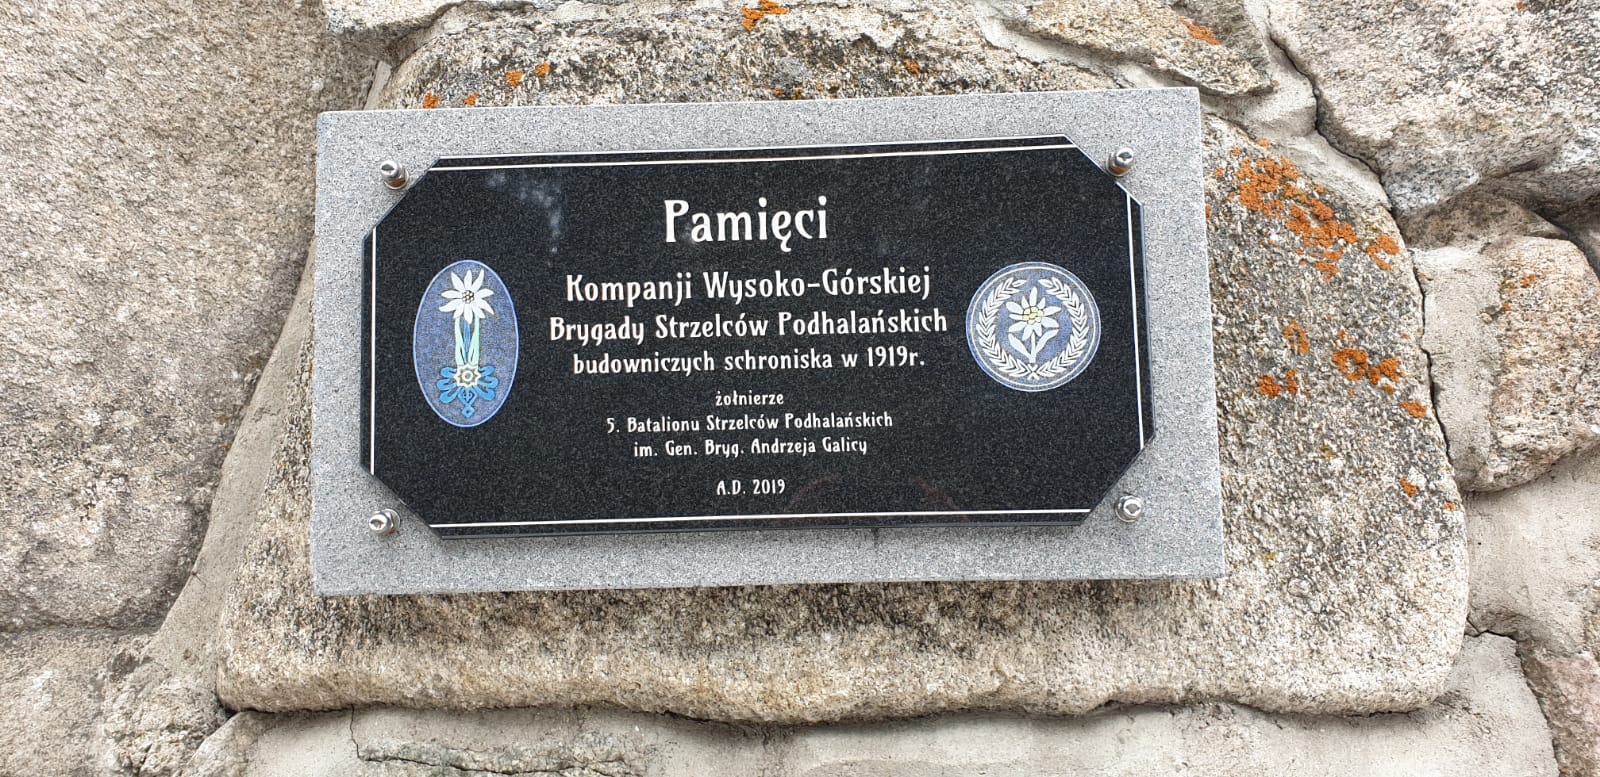 Pamięci
Kompanji Wysoko-Górskiej
Brygady Strzelców Podhalańskich
budowniczych schroniska w 1919r.
żołnierze
5. Batalionu Strzelców Podhalańskich
im. Gen. Bryg. Andrzeja Galicy
A.D. 2019